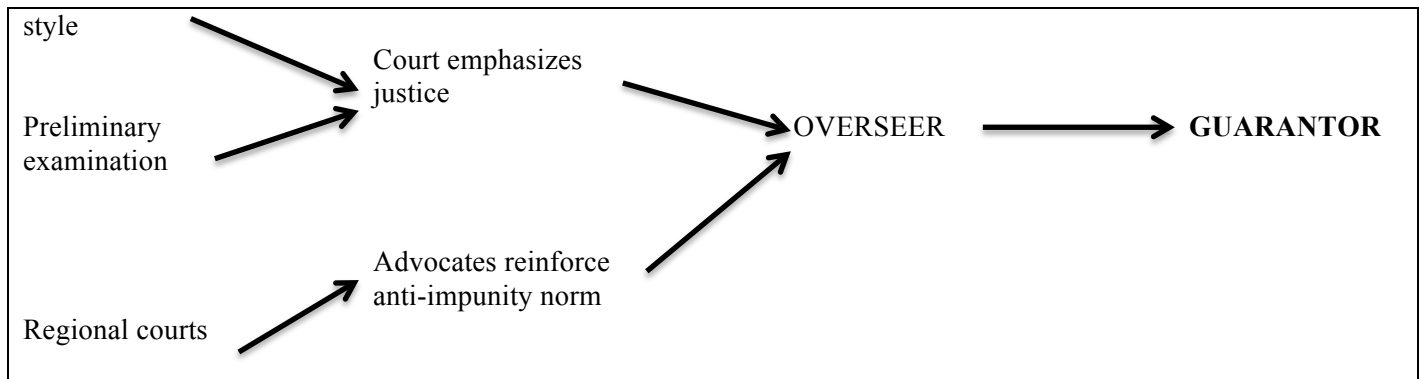 style
Court emphasizes
justice
Preliminary
examination
OVERSEER
GUARANTOR
Advocates reinforce
anti-impunity norm
Regional courts